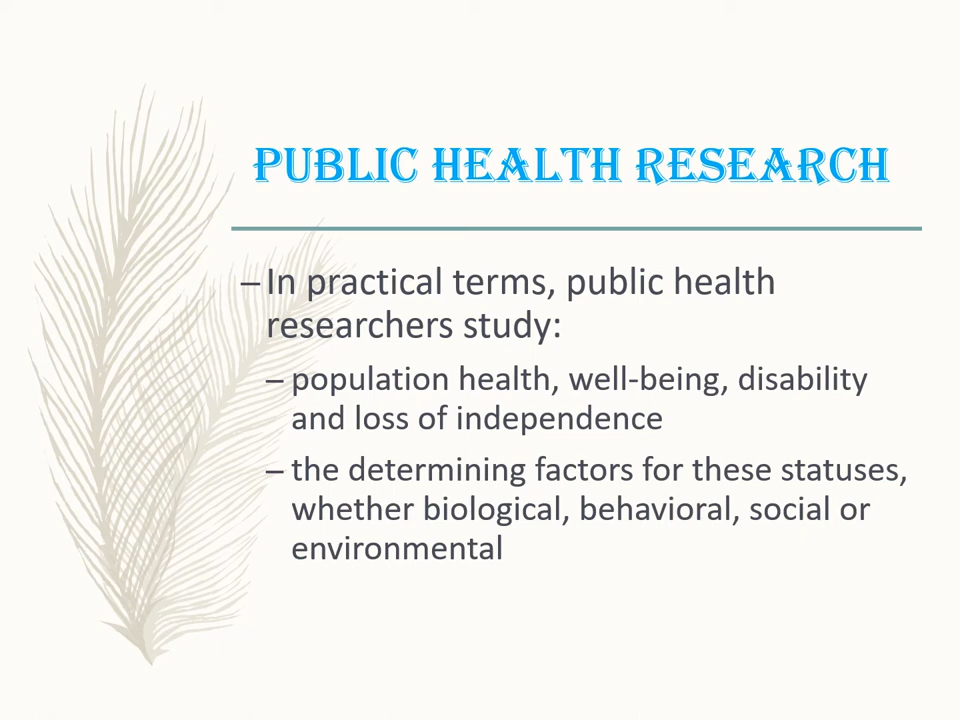 PUBLIC HEALTH RESEARCH
– In practical terms, public health
researchers study:
– population health, well-being, disability
and loss of independence
– the determining factors for these statuses,
whether biological, behavioral, social or
environmental